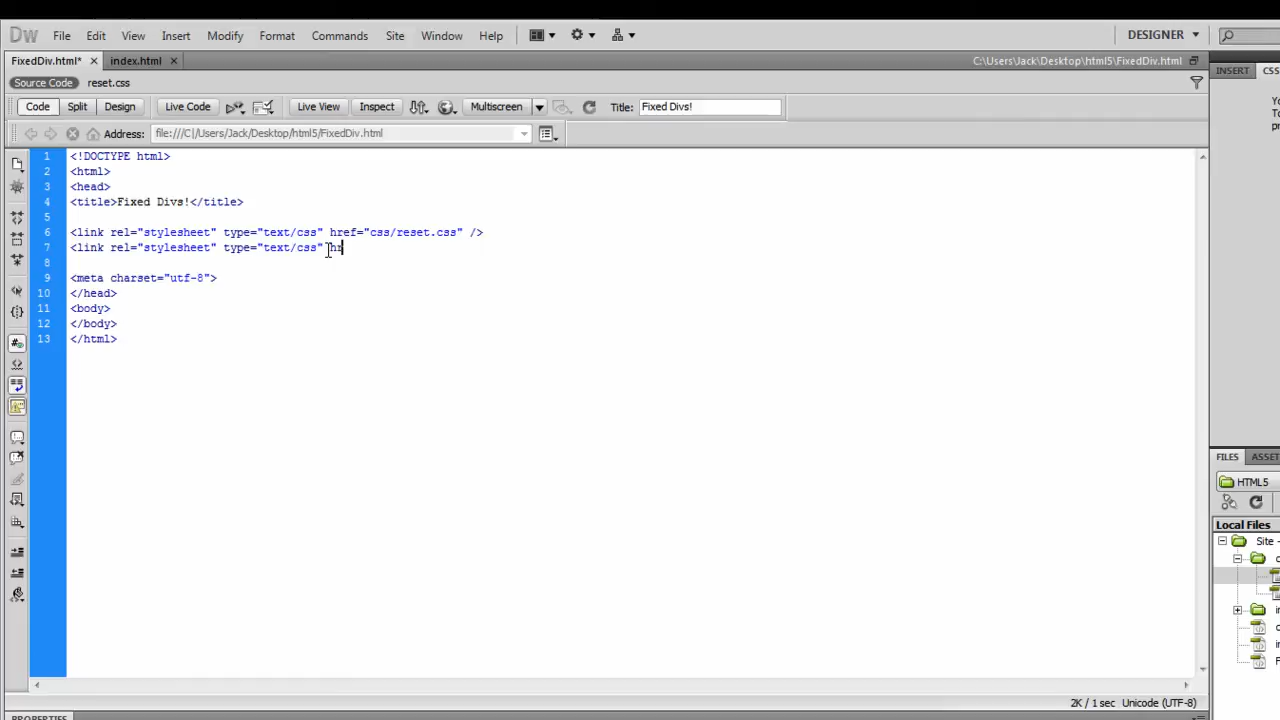 Dw File Edit View Insert Modify Format Commands Site Window Help DESIGNER
FixedDiv.html* × index.html × C:\Users\Jack\Desktop\html5\FixedDiv.html
INSERT CSS
Source Code reset.css
Code Split Design Live Code Live View Inspect Multiscreen Title: Fixed Divs!
Address: file:///C|/Users/Jack/Desktop/html5/FixedDiv.html
1 <!DOCTYPE html>
2 <html>
3 <head>
4 <title>Fixed Divs!</title>
5
6 <link rel="stylesheet" type="text/css" href="css/reset.css" />
7 <link rel="stylesheet" type="text/css" hr
8
9 <meta charset="utf-8">
10 </head>
11 <body>
12 </body>
13 </html>
FILES ASSET
HTML5
Local Files
Site -
2K / 1 sec Unicode (UTF-8)
PROPERTIES